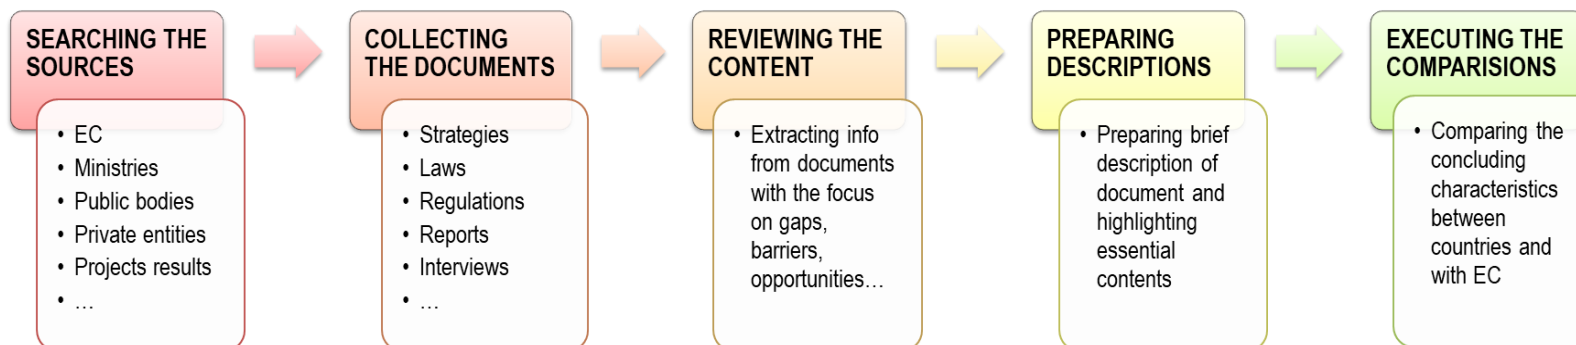 SEARCHING THE
SOURCES
• EC
• Ministries
• Public bodies
• Private entities
• Projects results
• …
COLLECTING
THE DOCUMENTS
• Strategies
• Laws
• Regulations
• Reports
• Interviews
• …
REVIEWING THE
CONTENT
• Extracting info
from documents
with the focus
on gaps,
barriers,
opportunities…
PREPARING
DESCRIPTIONS
• Preparing brief
description of
document and
highlighting
essential
contents
EXECUTING THE
COMPARISIONS
• Comparing the
concluding
characteristics
between
countries and
with EC